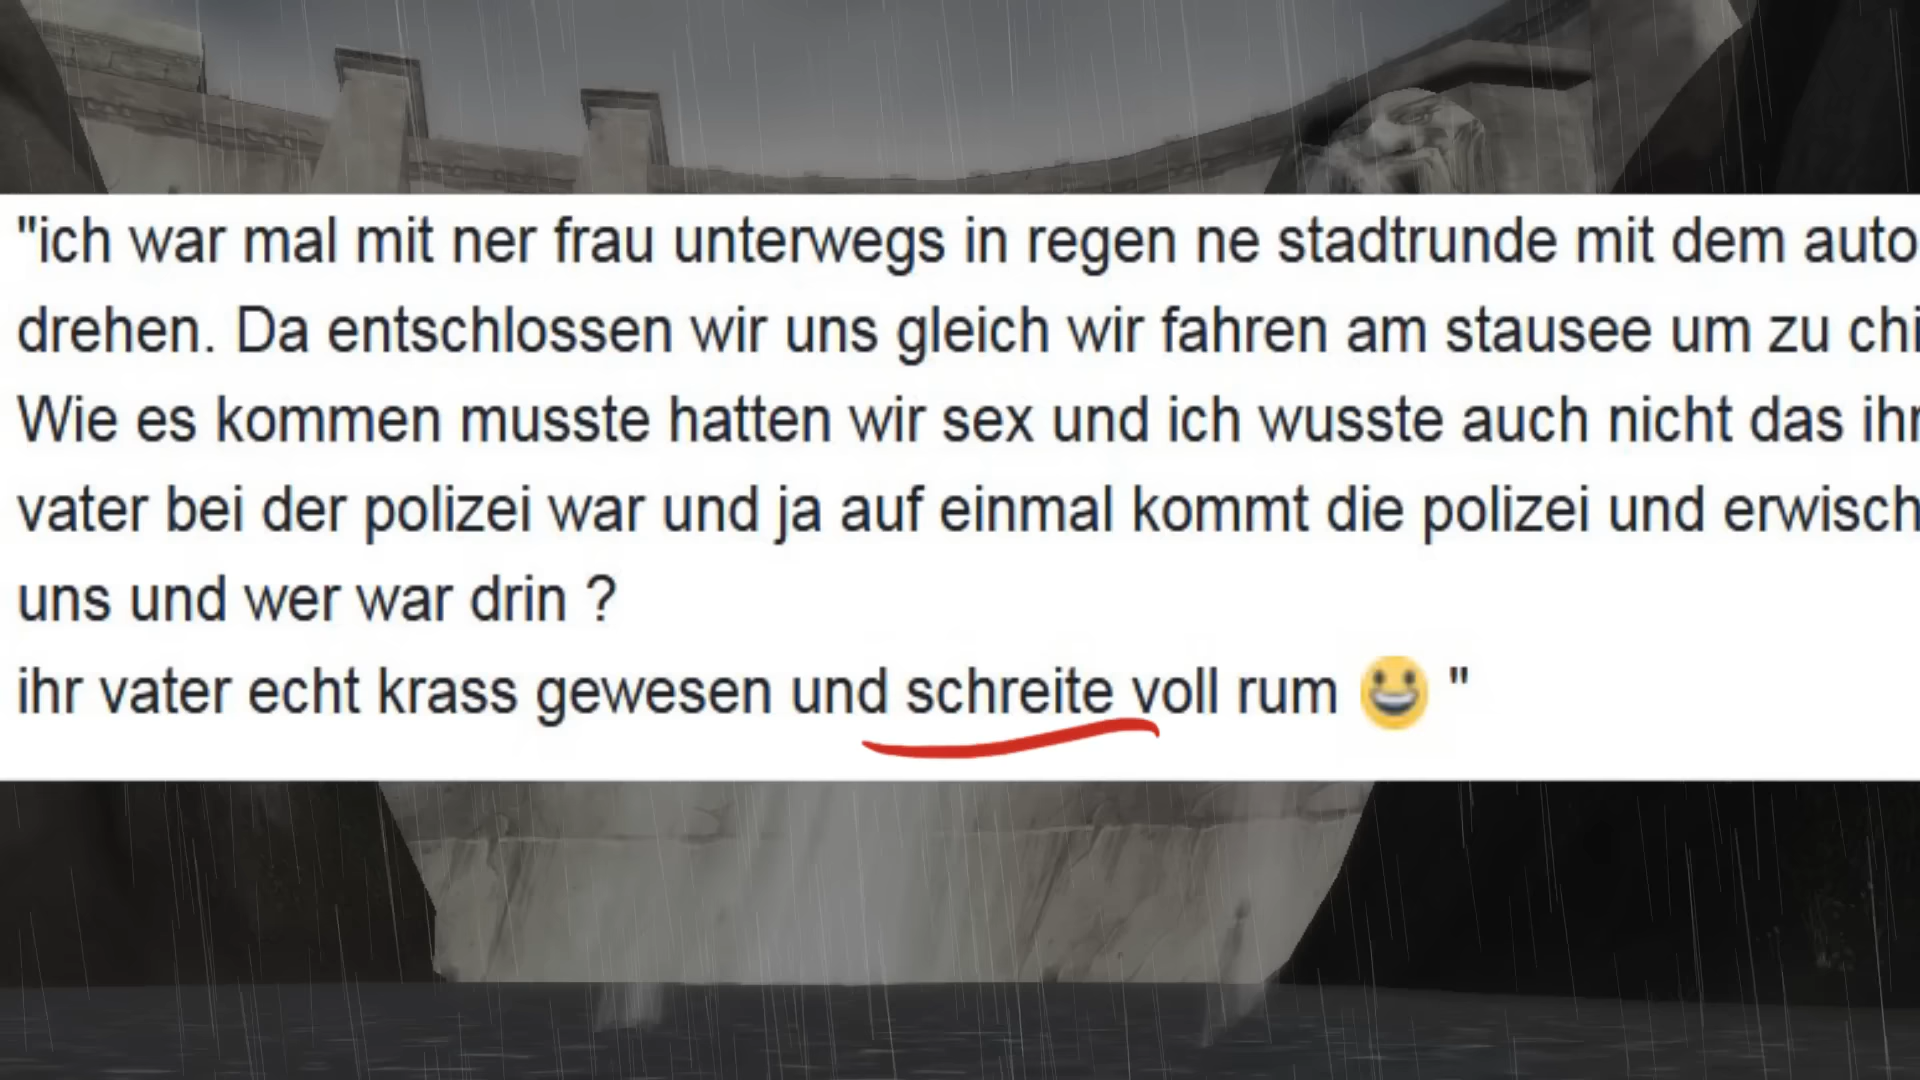 "ich war mal mit ner frau unterwegs in regen ne stadtrunde mit dem auto
drehen. Da entschlossen wir uns gleich wir fahren am stausee um zu chi
Wie es kommen musste hatten wir sex und ich wusste auch nicht das ihr
vater bei der polizei war und ja auf einmal kommt die polizei und erwisch
uns und wer war drin ?
ihr vater echt krass gewesen und schreite voll rum 😀 "